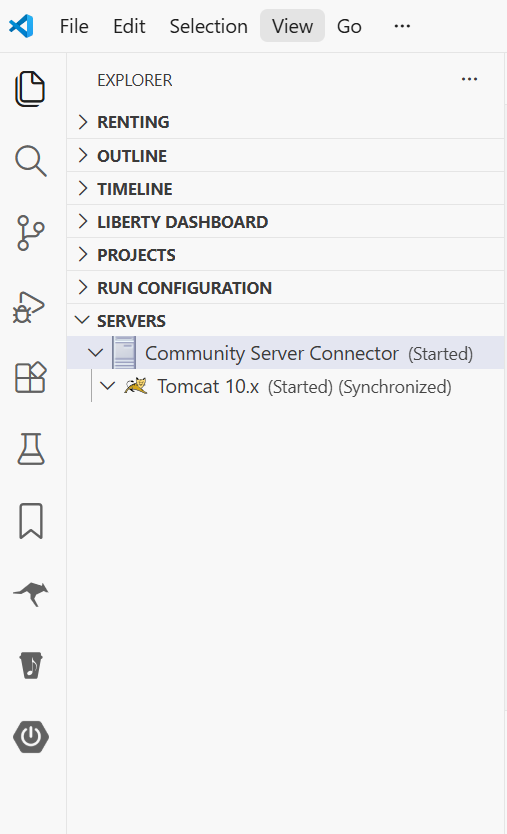 File Edit Selection View Go ···
EXPLORER ···
RENTING
OUTLINE
TIMELINE
LIBERTY DASHBOARD
PROJECTS
RUN CONFIGURATION
SERVERS
Community Server Connector (Started)
Tomcat 10.x (Started) (Synchronized)